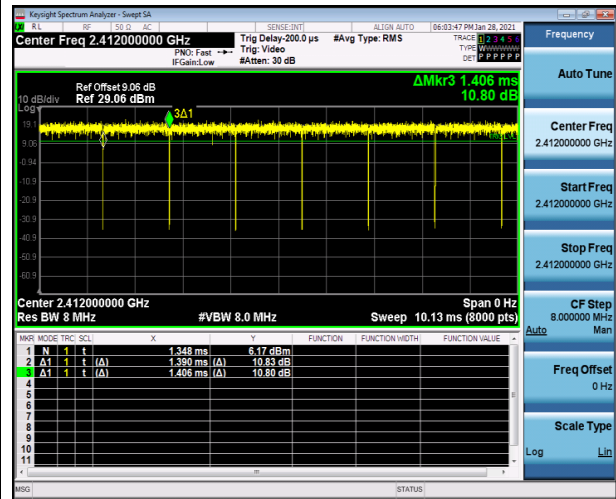 Keysight Spectrum Analyzer - Swept SA
RL RF 50 Ω AC SENSE:INT ALIGN AUTO 06:03:47 PM Jan 28, 2021
Center Freq 2.412000000 GHz Trig Delay-200.0 µs #Avg Type: RMS TRACE 1 2 3 4 5 6
PNO: Fast Trig: Video TYPE W
IFGain:Low #Atten: 30 dB DET P P P P P P
Frequency
Auto Tune
Ref Offset 9.06 dB ΔMkr3 1.406 ms
10 dB/div Ref 29.06 dBm 10.80 dB
Log
3Δ1
19.1
9.06
-0.94
-10.9
-20.9
-30.9
-40.9
-50.9
-60.9
Center 2.412000000 GHz Span 0 Hz
Res BW 8 MHz #VBW 8.0 MHz Sweep 10.13 ms (8000 pts)
MKR MODE TRC SCL X Y FUNCTION FUNCTION WIDTH FUNCTION VALUE
1 N 1 t 1.348 ms 6.17 dBm
2 Δ1 1 t (Δ) 1.390 ms (Δ) 10.83 dB
3 Δ1 1 t (Δ) 1.406 ms (Δ) 10.80 dB
4
5
6
7
8
9
10
11
MSG STATUS
Center Freq
2.412000000 GHz
Start Freq
2.412000000 GHz
Stop Freq
2.412000000 GHz
CF Step
8.000000 MHz
Auto Man
Freq Offset
0 Hz
Scale Type
Log Lin